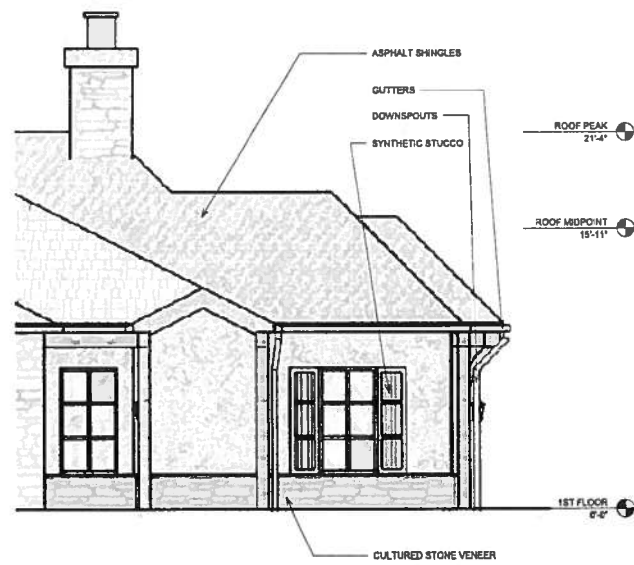 ASPHALT SHINGLES
GUTTERS
DOWNSPOUTS
SYNTHETIC STUCCO
ROOF PEAK
21'-4"
ROOF MIDPOINT
15'-11"
1ST FLOOR
0'-0"
CULTURED STONE VENEER